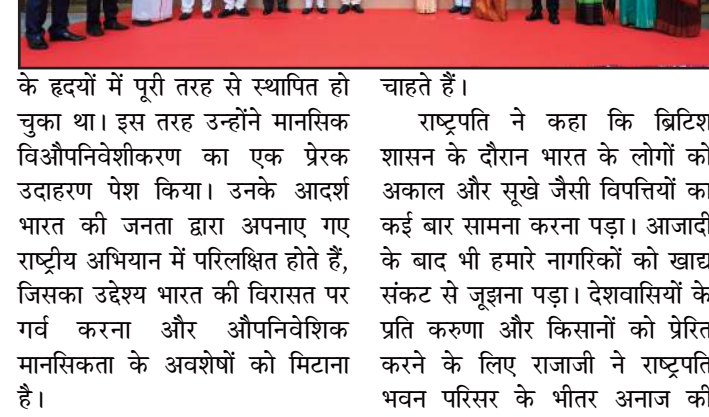 के हृदयों में पूरी तरह से स्थापित हो
चुका था। इस तरह उन्होंने मानसिक
विऔपनिवेशीकरण का एक प्रेरक
उदाहरण पेश किया। उनके आदर्श
भारत की जनता द्वारा अपनाए गए
राष्ट्रीय अभियान में परिलक्षित होते हैं,
जिसका उद्देश्य भारत की विरासत पर
गर्व करना और औपनिवेशिक
मानसिकता के अवशेषों को मिटाना
है।
चाहते हैं।
राष्ट्रपति ने कहा कि ब्रिटिश
शासन के दौरान भारत के लोगों को
अकाल और सूखे जैसी विपत्तियों का
कई बार सामना करना पड़ा। आजादी
के बाद भी हमारे नागरिकों को खाद्य
संकट से जूझना पड़ा। देशवासियों के
प्रति करुणा और किसानों को प्रेरित
करने के लिए राजाजी ने राष्ट्रपति
भवन परिसर के भीतर अनाज की